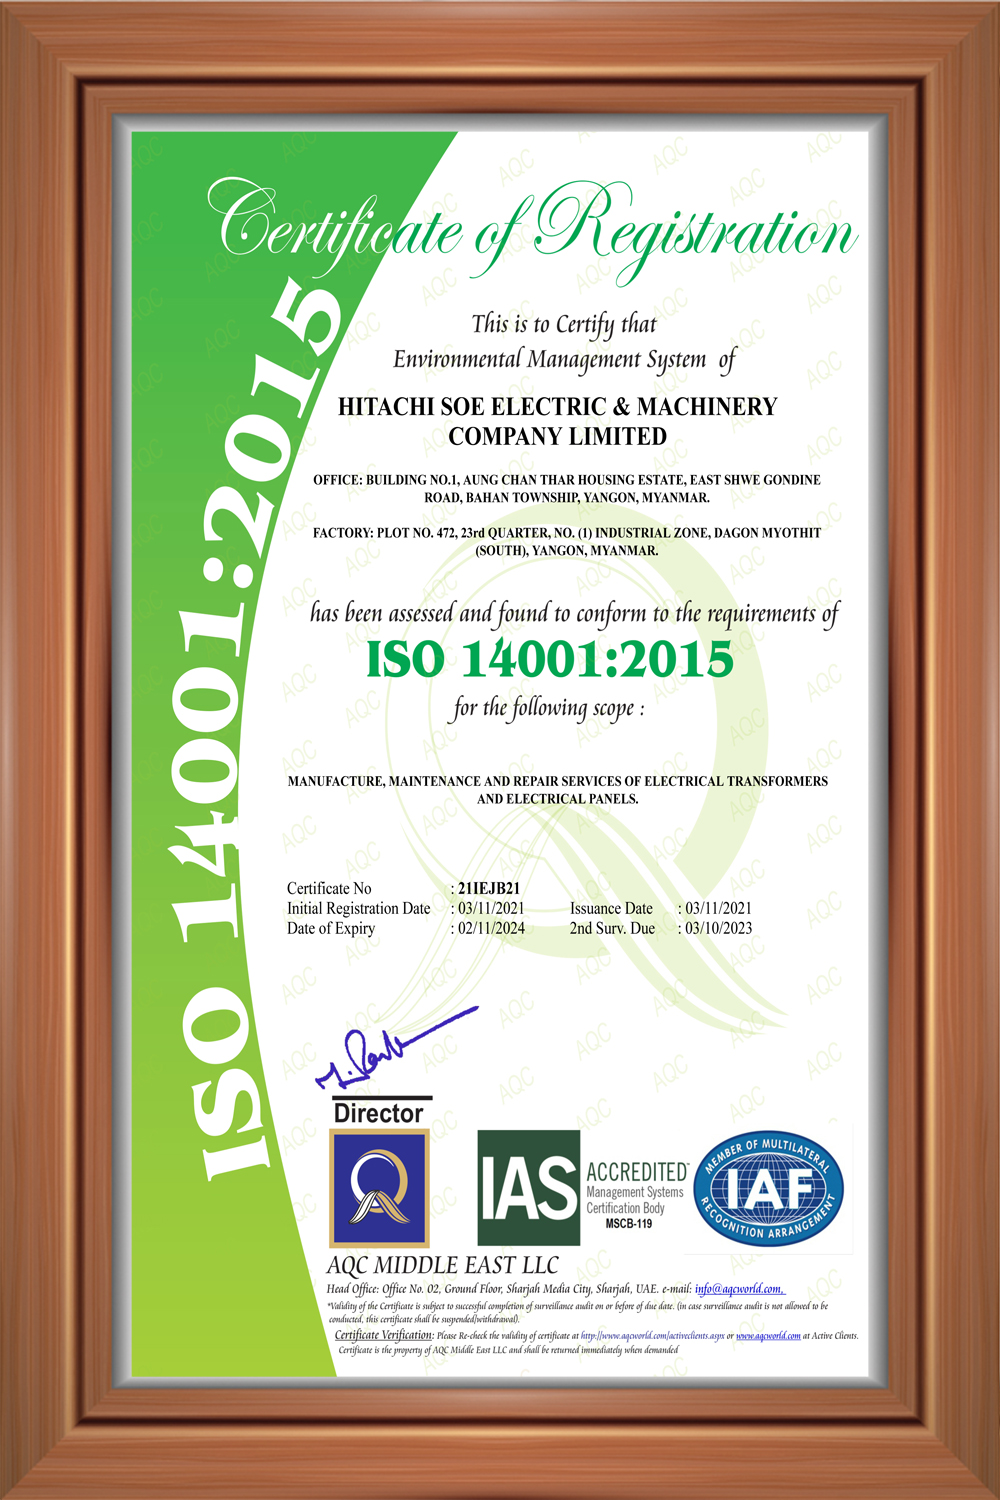 Certificate of Registration
ISO 14001:2015
This is to Certify that
Environmental Management System of
HITACHI SOE ELECTRIC & MACHINERY
COMPANY LIMITED
OFFICE: BUILDING NO.1, AUNG CHAN THAR HOUSING ESTATE, EAST SHWE GONDINE
ROAD, BAHAN TOWNSHIP, YANGON, MYANMAR.
FACTORY: PLOT NO. 472, 23rd QUARTER, NO. (1) INDUSTRIAL ZONE, DAGON MYOTHIT
(SOUTH), YANGON, MYANMAR.
has been assessed and found to conform to the requirements of
ISO 14001:2015
for the following scope :
MANUFACTURE, MAINTENANCE AND REPAIR SERVICES OF ELECTRICAL TRANSFORMERS
AND ELECTRICAL PANELS.
Certificate No : 21IEJB21
Initial Registration Date : 03/11/2021 Issuance Date : 03/11/2021
Date of Expiry : 02/11/2024 2nd Surv. Due : 03/10/2023
Director
IAS ACCREDITED™
Management Systems
Certification Body
MSCB-119
MEMBER OF MULTILATERAL
IAF
RECOGNITION ARRANGEMENT
AQC MIDDLE EAST LLC
Head Office: Office No. 02, Ground Floor, Sharjah Media City, Sharjah, UAE. e-mail: info@aqcworld.com,
*Validity of the Certificate is subject to successful completion of surveillance audit on or before of due date. (in case surveillance audit is not allowed to be
conducted, this certificate shall be suspended/withdrawal).
Certificate Verification: Please Re-check the validity of certificate at http://www.aqcworld.com/activeclients.aspx or www.aqcworld.com at Active Clients.
Certificate is the property of AQC Middle East LLC and shall be returned immediately when demanded